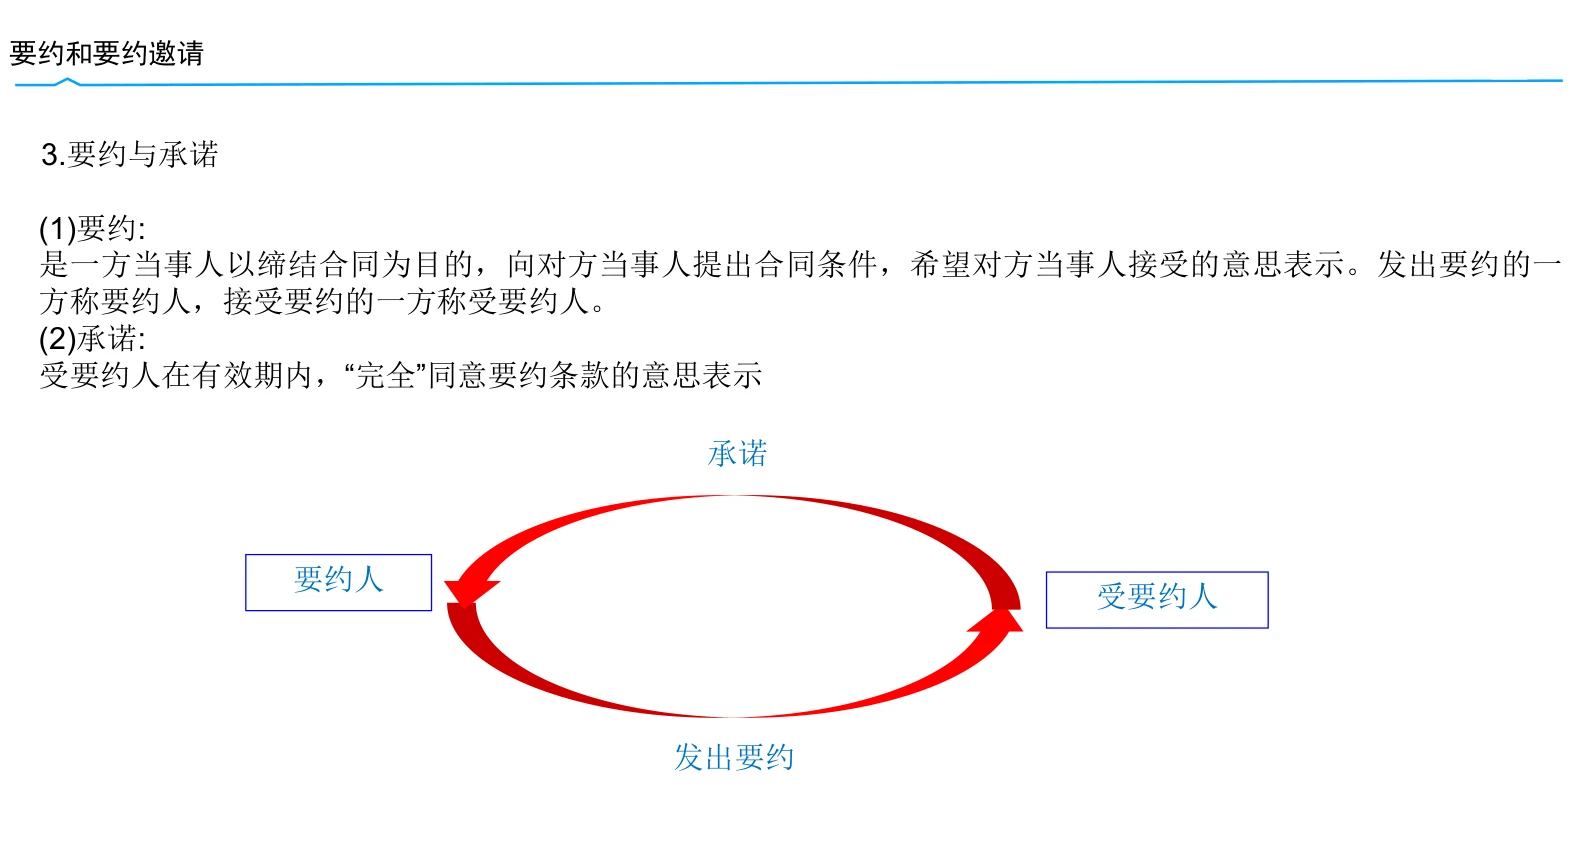 要约和要约邀请
3.要约与承诺
(1)要约:
是一方当事人以缔结合同为目的，向对方当事人提出合同条件，希望对方当事人接受的意思表示。发出要约的一
方称要约人，接受要约的一方称受要约人。
(2)承诺:
受要约人在有效期内，“完全”同意要约条款的意思表示
承诺
要约人
受要约人
发出要约